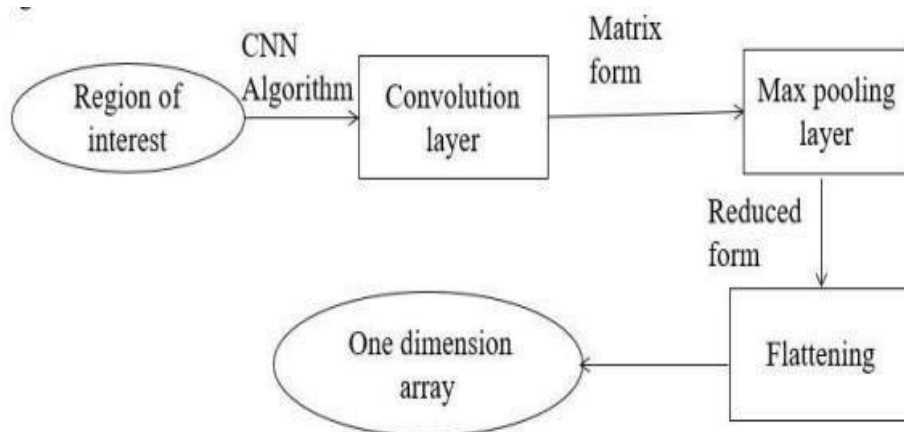 CNN
Algorithm
Matrix
form
Region of
interest
Convolution
layer
Max pooling
layer
Reduced
form
One dimension
array
Flattening